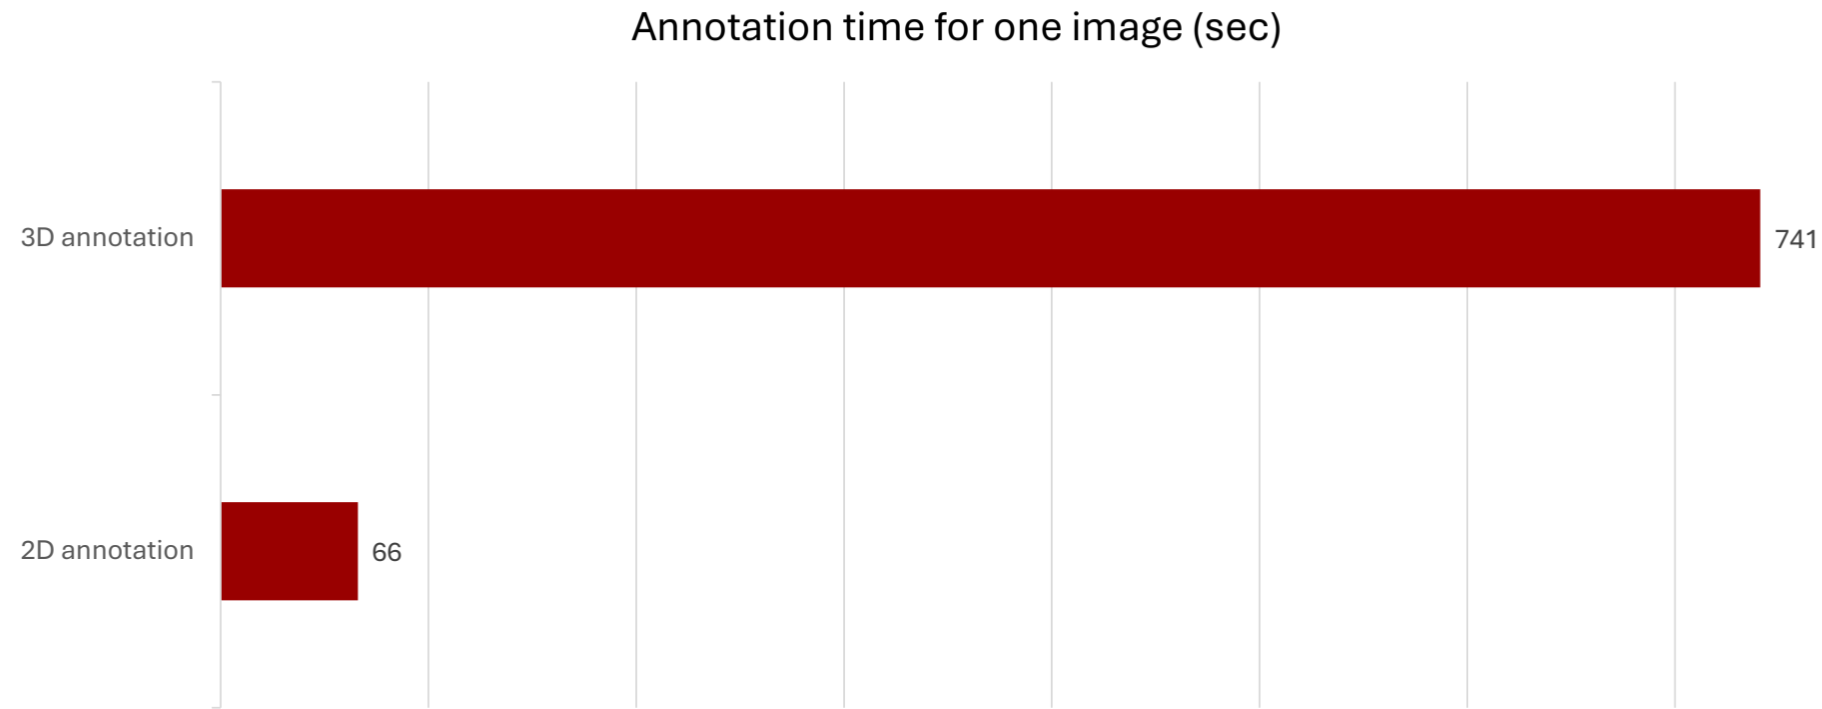 Annotation time for one image (sec)
3D annotation 741
2D annotation 66